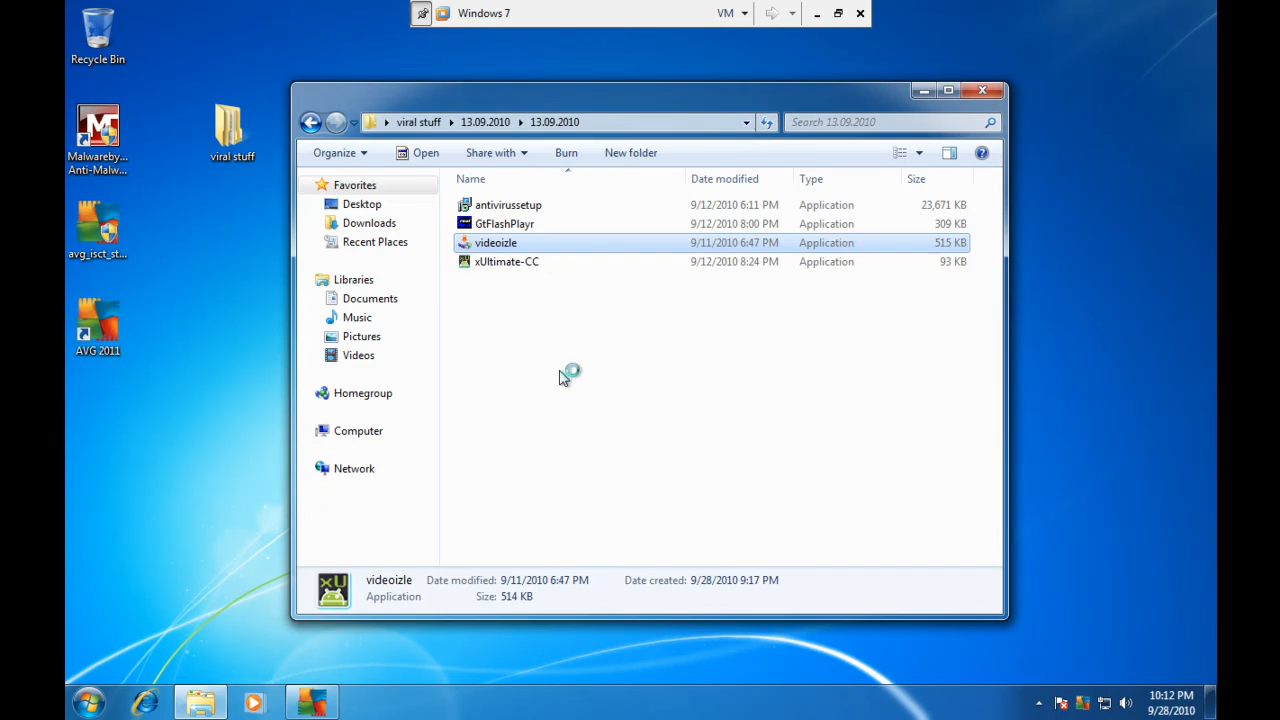 Windows 7
VM
Recycle Bin
Malwareby...
Anti-Malw...
viral stuff
avg_isct_st...
AVG 2011
viral stuff 13.09.2010 13.09.2010
Search 13.09.2010
Organize Open Share with Burn New folder
Name Date modified Type Size
antivirussetup 9/12/2010 6:11 PM Application 23,671 KB
GtFlashPlayr 9/12/2010 8:00 PM Application 309 KB
videoizle 9/11/2010 6:47 PM Application 515 KB
xUltimate-CC 9/12/2010 8:24 PM Application 93 KB
Favorites
Desktop
Downloads
Recent Places
Libraries
Documents
Music
Pictures
Videos
Homegroup
Computer
Network
xU
videoizle Date modified: 9/11/2010 6:47 PM Date created: 9/28/2010 9:17 PM
Application Size: 514 KB
10:12 PM
9/28/2010